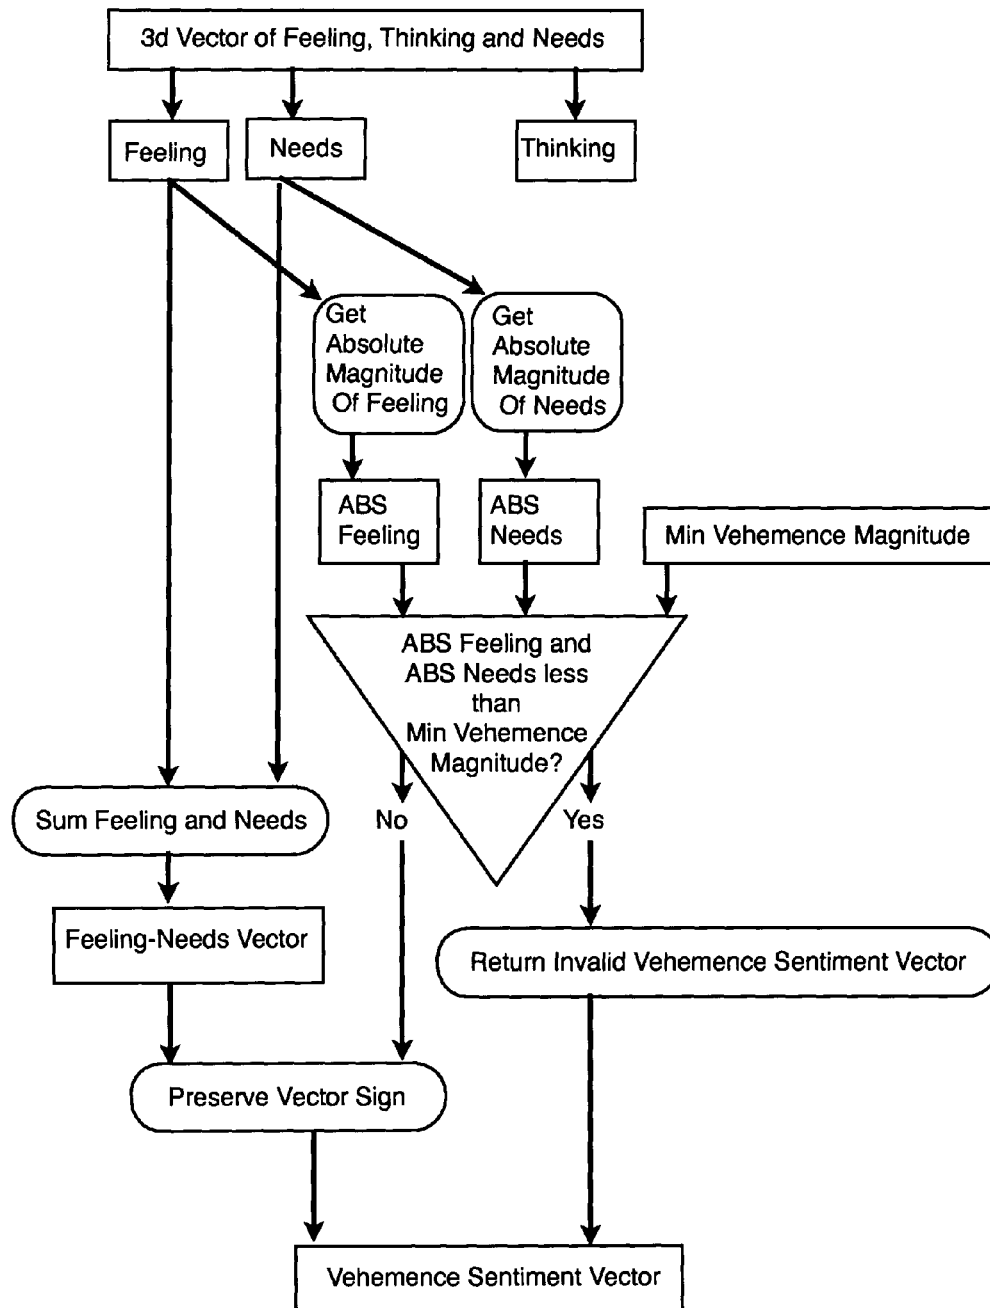 3d Vector of Feeling, Thinking and Needs
Feeling
Needs
Thinking
Get
Absolute
Magnitude
Of Feeling
Get
Absolute
Magnitude
Of Needs
ABS
Feeling
ABS
Needs
Min Vehemence Magnitude
ABS Feeling and
ABS Needs less
than
Min Vehemence
Magnitude?
Sum Feeling and Needs
No
Yes
Feeling-Needs Vector
Return Invalid Vehemence Sentiment Vector
Preserve Vector Sign
Vehemence Sentiment Vector